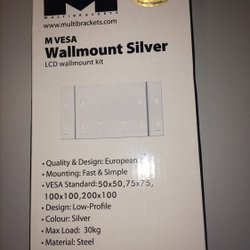 M
MULTIBRACKETS
www.multibrackets.com
M VESA
Wallmount Silver
LCD wallmount kit
• Quality & Design: European
• Mounting: Fast & Simple
• VESA Standard: 50x50,75x75,
100x100,200x100
• Design: Low-Profile
• Colour: Silver
• Max Load: 30kg
• Material: Steel